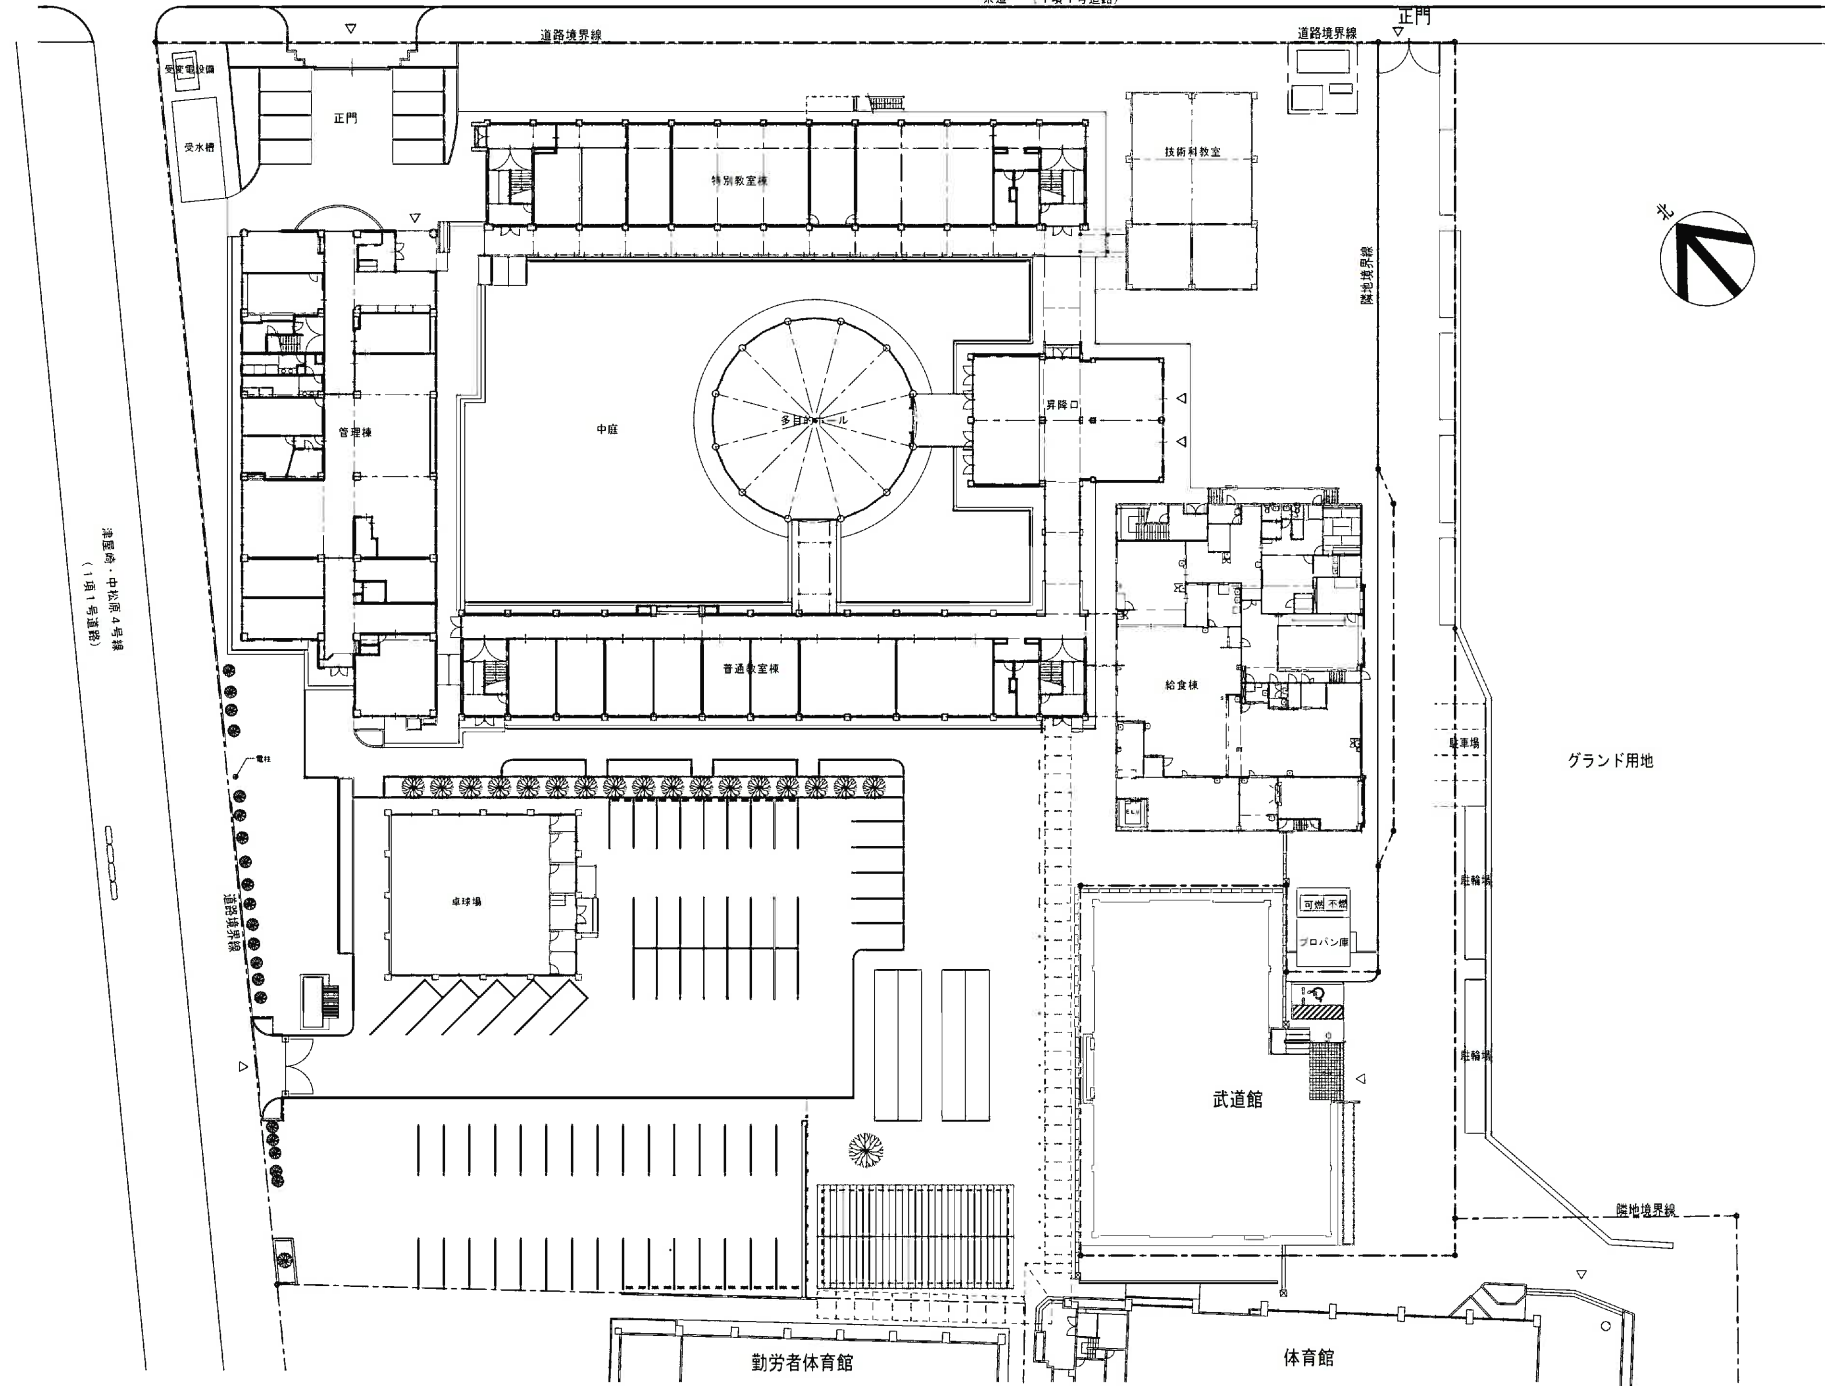 正門
道路境界線
道路境界線
受変電設備
正門
受水槽
技術科教室
特別教室棟
北
隣地境界線
昇降口
多目的ホール
中庭
管理棟
津屋崎・中松原4号線
(1項1号道路)
普通教室棟
給食棟
駐車場
グランド用地
電柱
卓球場
道路境界線
駐輪場
可燃 不燃
プロパン庫
駐輪場
武道館
隣地境界線
勤労者体育館
体育館